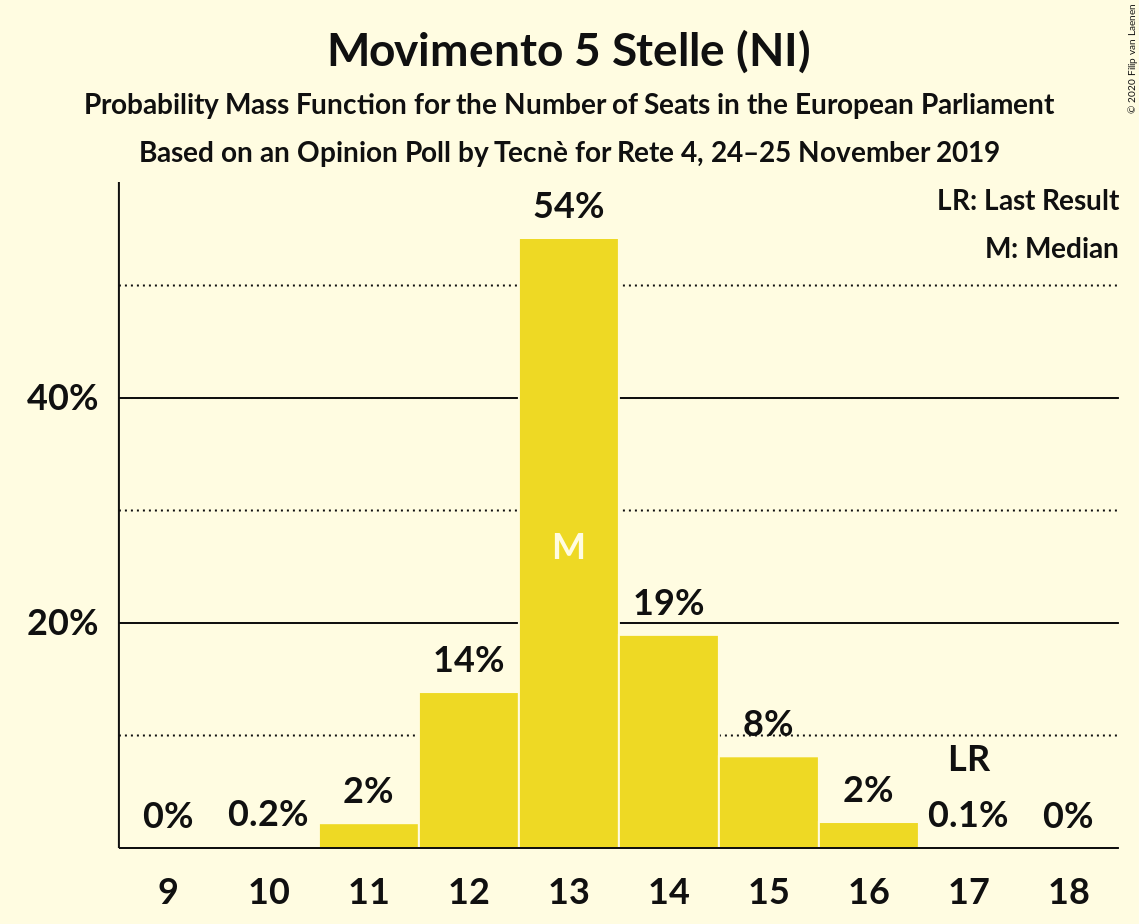 Movimento 5 Stelle (NI)
Probability Mass Function for the Number of Seats in the European Parliament
Based on an Opinion Poll by Tecnè for Rete 4, 24–25 November 2019
© 2020 Filip van Laenen
LR: Last Result
M: Median
54%
40%
M
20%
19%
14%
8%
LR
2%
2%
0%
0.2%
0.1%
0%
9 10 11 12 13 14 15 16 17 18